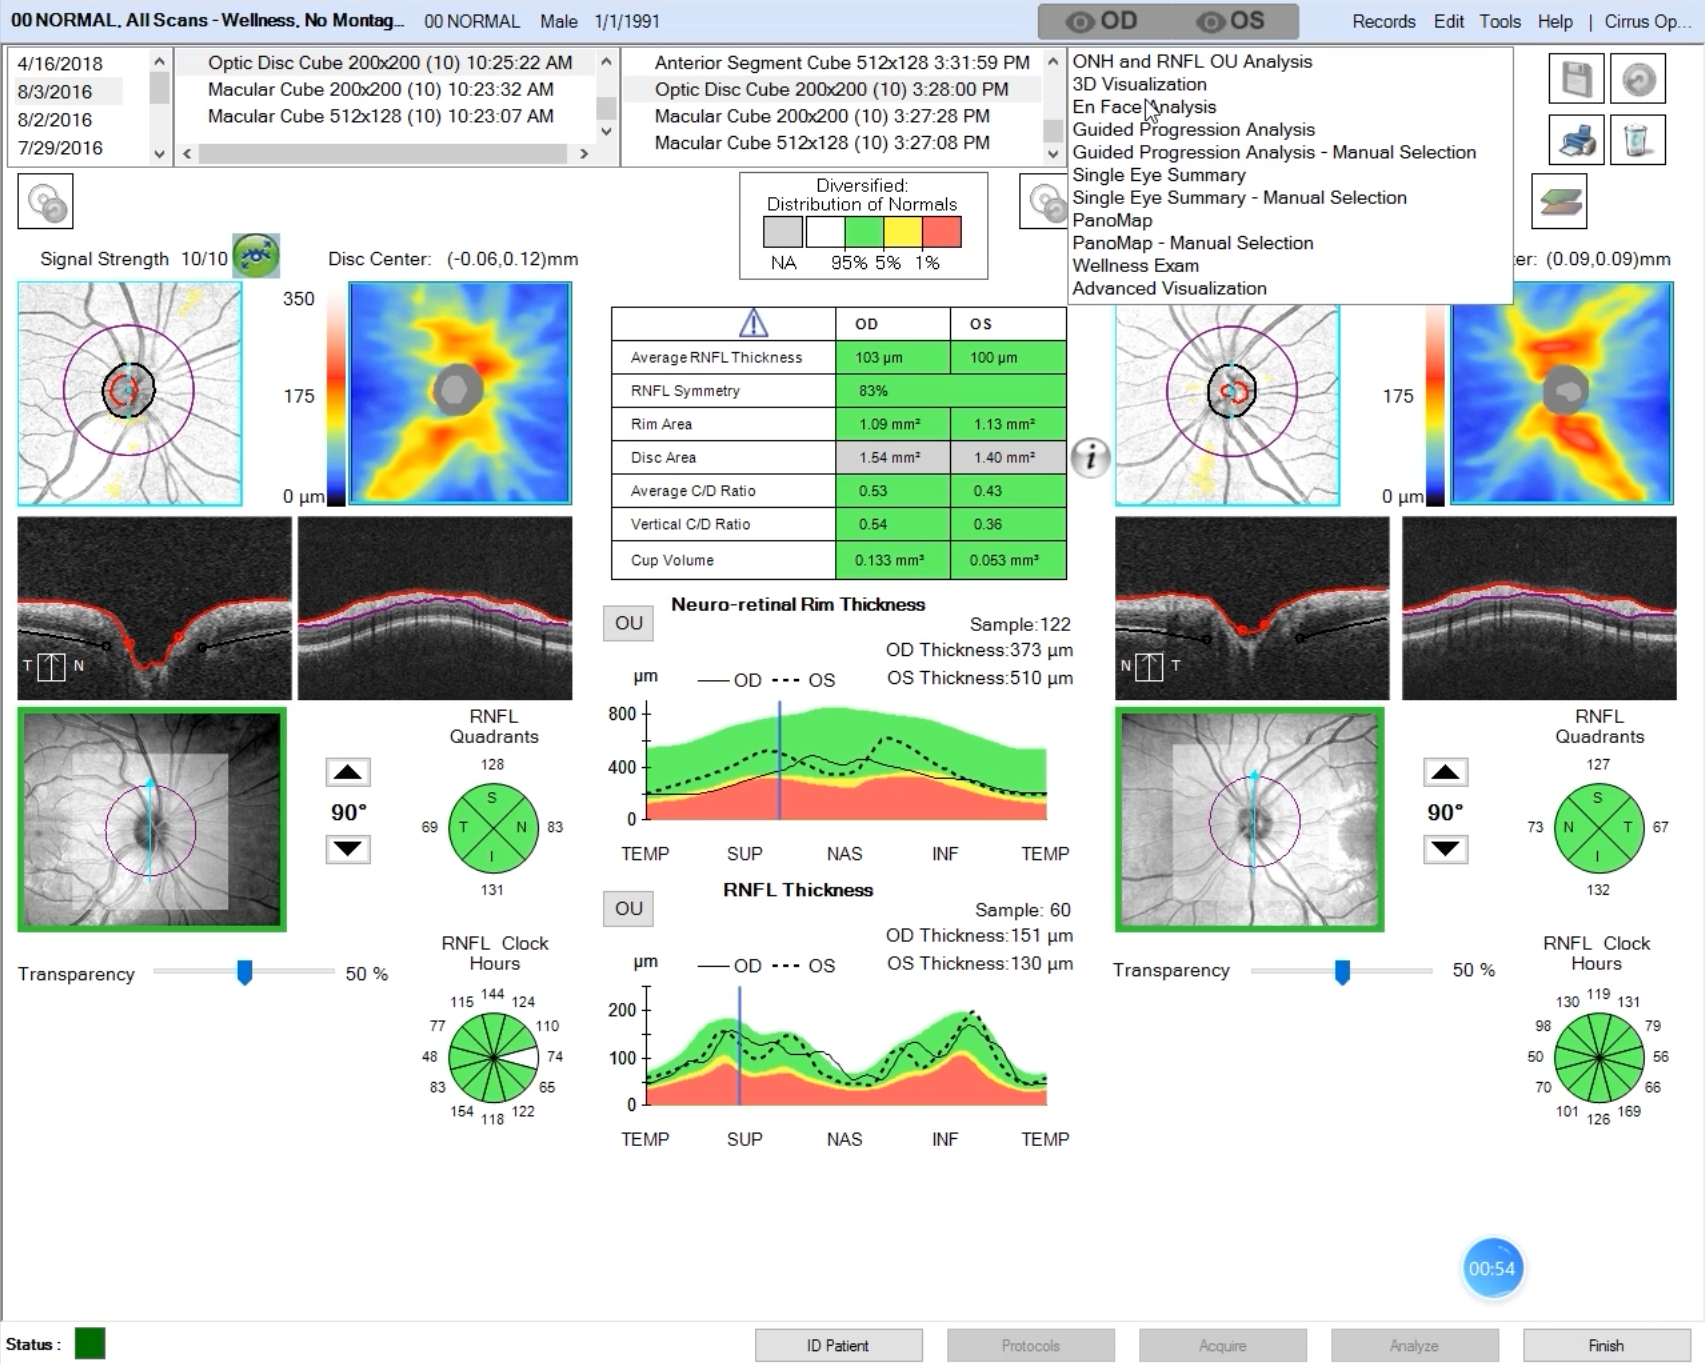 00 NORMAL, All Scans - Wellness, No Montag... 00 NORMAL Male 1/1/1991 OD OS Records Edit Tools Help | Cirrus Op...
4/16/2018
8/3/2016
8/2/2016
7/29/2016
Optic Disc Cube 200x200 (10) 10:25:22 AM
Macular Cube 200x200 (10) 10:23:32 AM
Macular Cube 512x128 (10) 10:23:07 AM
Anterior Segment Cube 512x128 3:31:59 PM
Optic Disc Cube 200x200 (10) 3:28:00 PM
Macular Cube 200x200 (10) 3:27:28 PM
Macular Cube 512x128 (10) 3:27:08 PM
ONH and RNFL OU Analysis
3D Visualization
En Face Analysis
Guided Progression Analysis
Guided Progression Analysis - Manual Selection
Single Eye Summary
Single Eye Summary - Manual Selection
PanoMap
PanoMap - Manual Selection
Wellness Exam
Advanced Visualization
Diversified:
Distribution of Normals
NA 95% 5% 1%
Signal Strength 10/10 Disc Center: (-0.06,0.12)mm
350
175
0 µm
OD OS
Average RNFL Thickness 103 µm 100 µm
RNFL Symmetry 83%
Rim Area 1.09 mm² 1.13 mm²
Disc Area 1.54 mm² 1.40 mm²
Average C/D Ratio 0.53 0.43
Vertical C/D Ratio 0.54 0.36
Cup Volume 0.133 mm³ 0.053 mm³
i
ter: (0.09,0.09)mm
175
0 µm
T N
N T
RNFL
Quadrants
128
69 S T N I 83
131
90°
Transparency 50 %
RNFL Clock
Hours
115 144 124
77 110
48 74
83 65
154 118 122
OU Neuro-retinal Rim Thickness
Sample:122
OD Thickness:373 µm
µm OD OS OS Thickness:510 µm
800
400
0
TEMP SUP NAS INF TEMP
OU RNFL Thickness
Sample: 60
OD Thickness:151 µm
µm OD OS OS Thickness:130 µm
200
100
0
TEMP SUP NAS INF TEMP
RNFL
Quadrants
127
73 S N T I 67
132
90°
Transparency 50 %
RNFL Clock
Hours
130 119 131
98 79
50 56
70 66
101 126 169
00:54
Status : ID Patient Protocols Acquire Analyze Finish